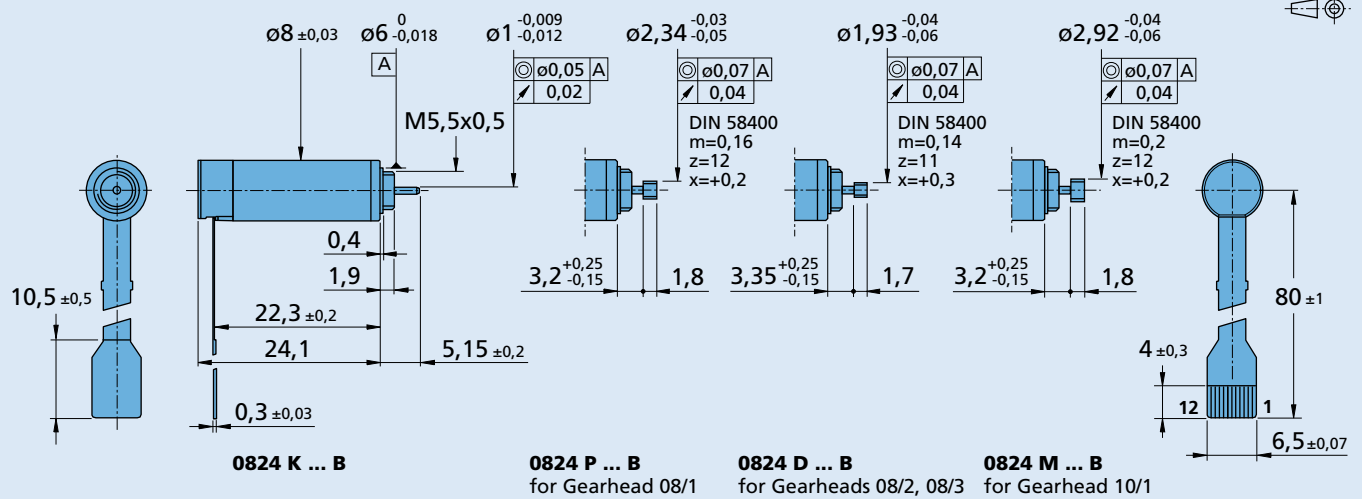 ø8 ±0,03
ø6 0 -0,018
A
ø1 -0,009 -0,012
ø0,05 A
0,02
M5,5x0,5
ø2,34 -0,03 -0,05
ø0,07 A
0,04
DIN 58400
m=0,16
z=12
x=+0,2
ø1,93 -0,04 -0,06
ø0,07 A
0,04
DIN 58400
m=0,14
z=11
x=+0,3
ø2,92 -0,04 -0,06
ø0,07 A
0,04
DIN 58400
m=0,2
z=12
x=+0,2
10,5 ±0,5
0,4
1,9
22,3 ±0,2
24,1
5,15 ±0,2
0,3 ±0,03
3,2 +0,25 -0,15
1,8
3,35 +0,25 -0,15
1,7
3,2 +0,25 -0,15
1,8
80 ±1
4 ±0,3
12
1
6,5 ±0,07
0824 K ... B
0824 P ... B
for Gearhead 08/1
0824 D ... B
for Gearheads 08/2, 08/3
0824 M ... B
for Gearhead 10/1